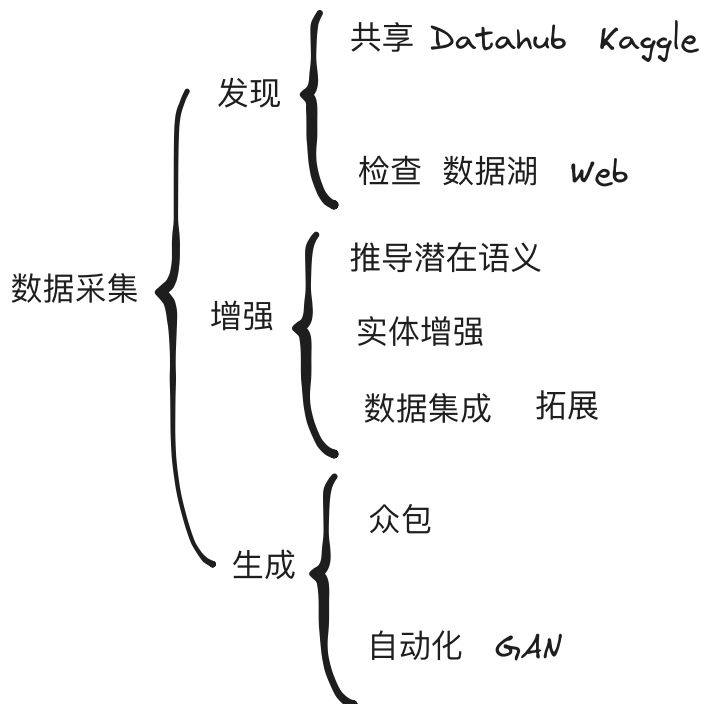 共享 Datahub Kaggle
发现
检查 数据湖 Web
推导潜在语义
数据采集
增强
实体增强
数据集成 拓展
众包
生成
自动化 GAN